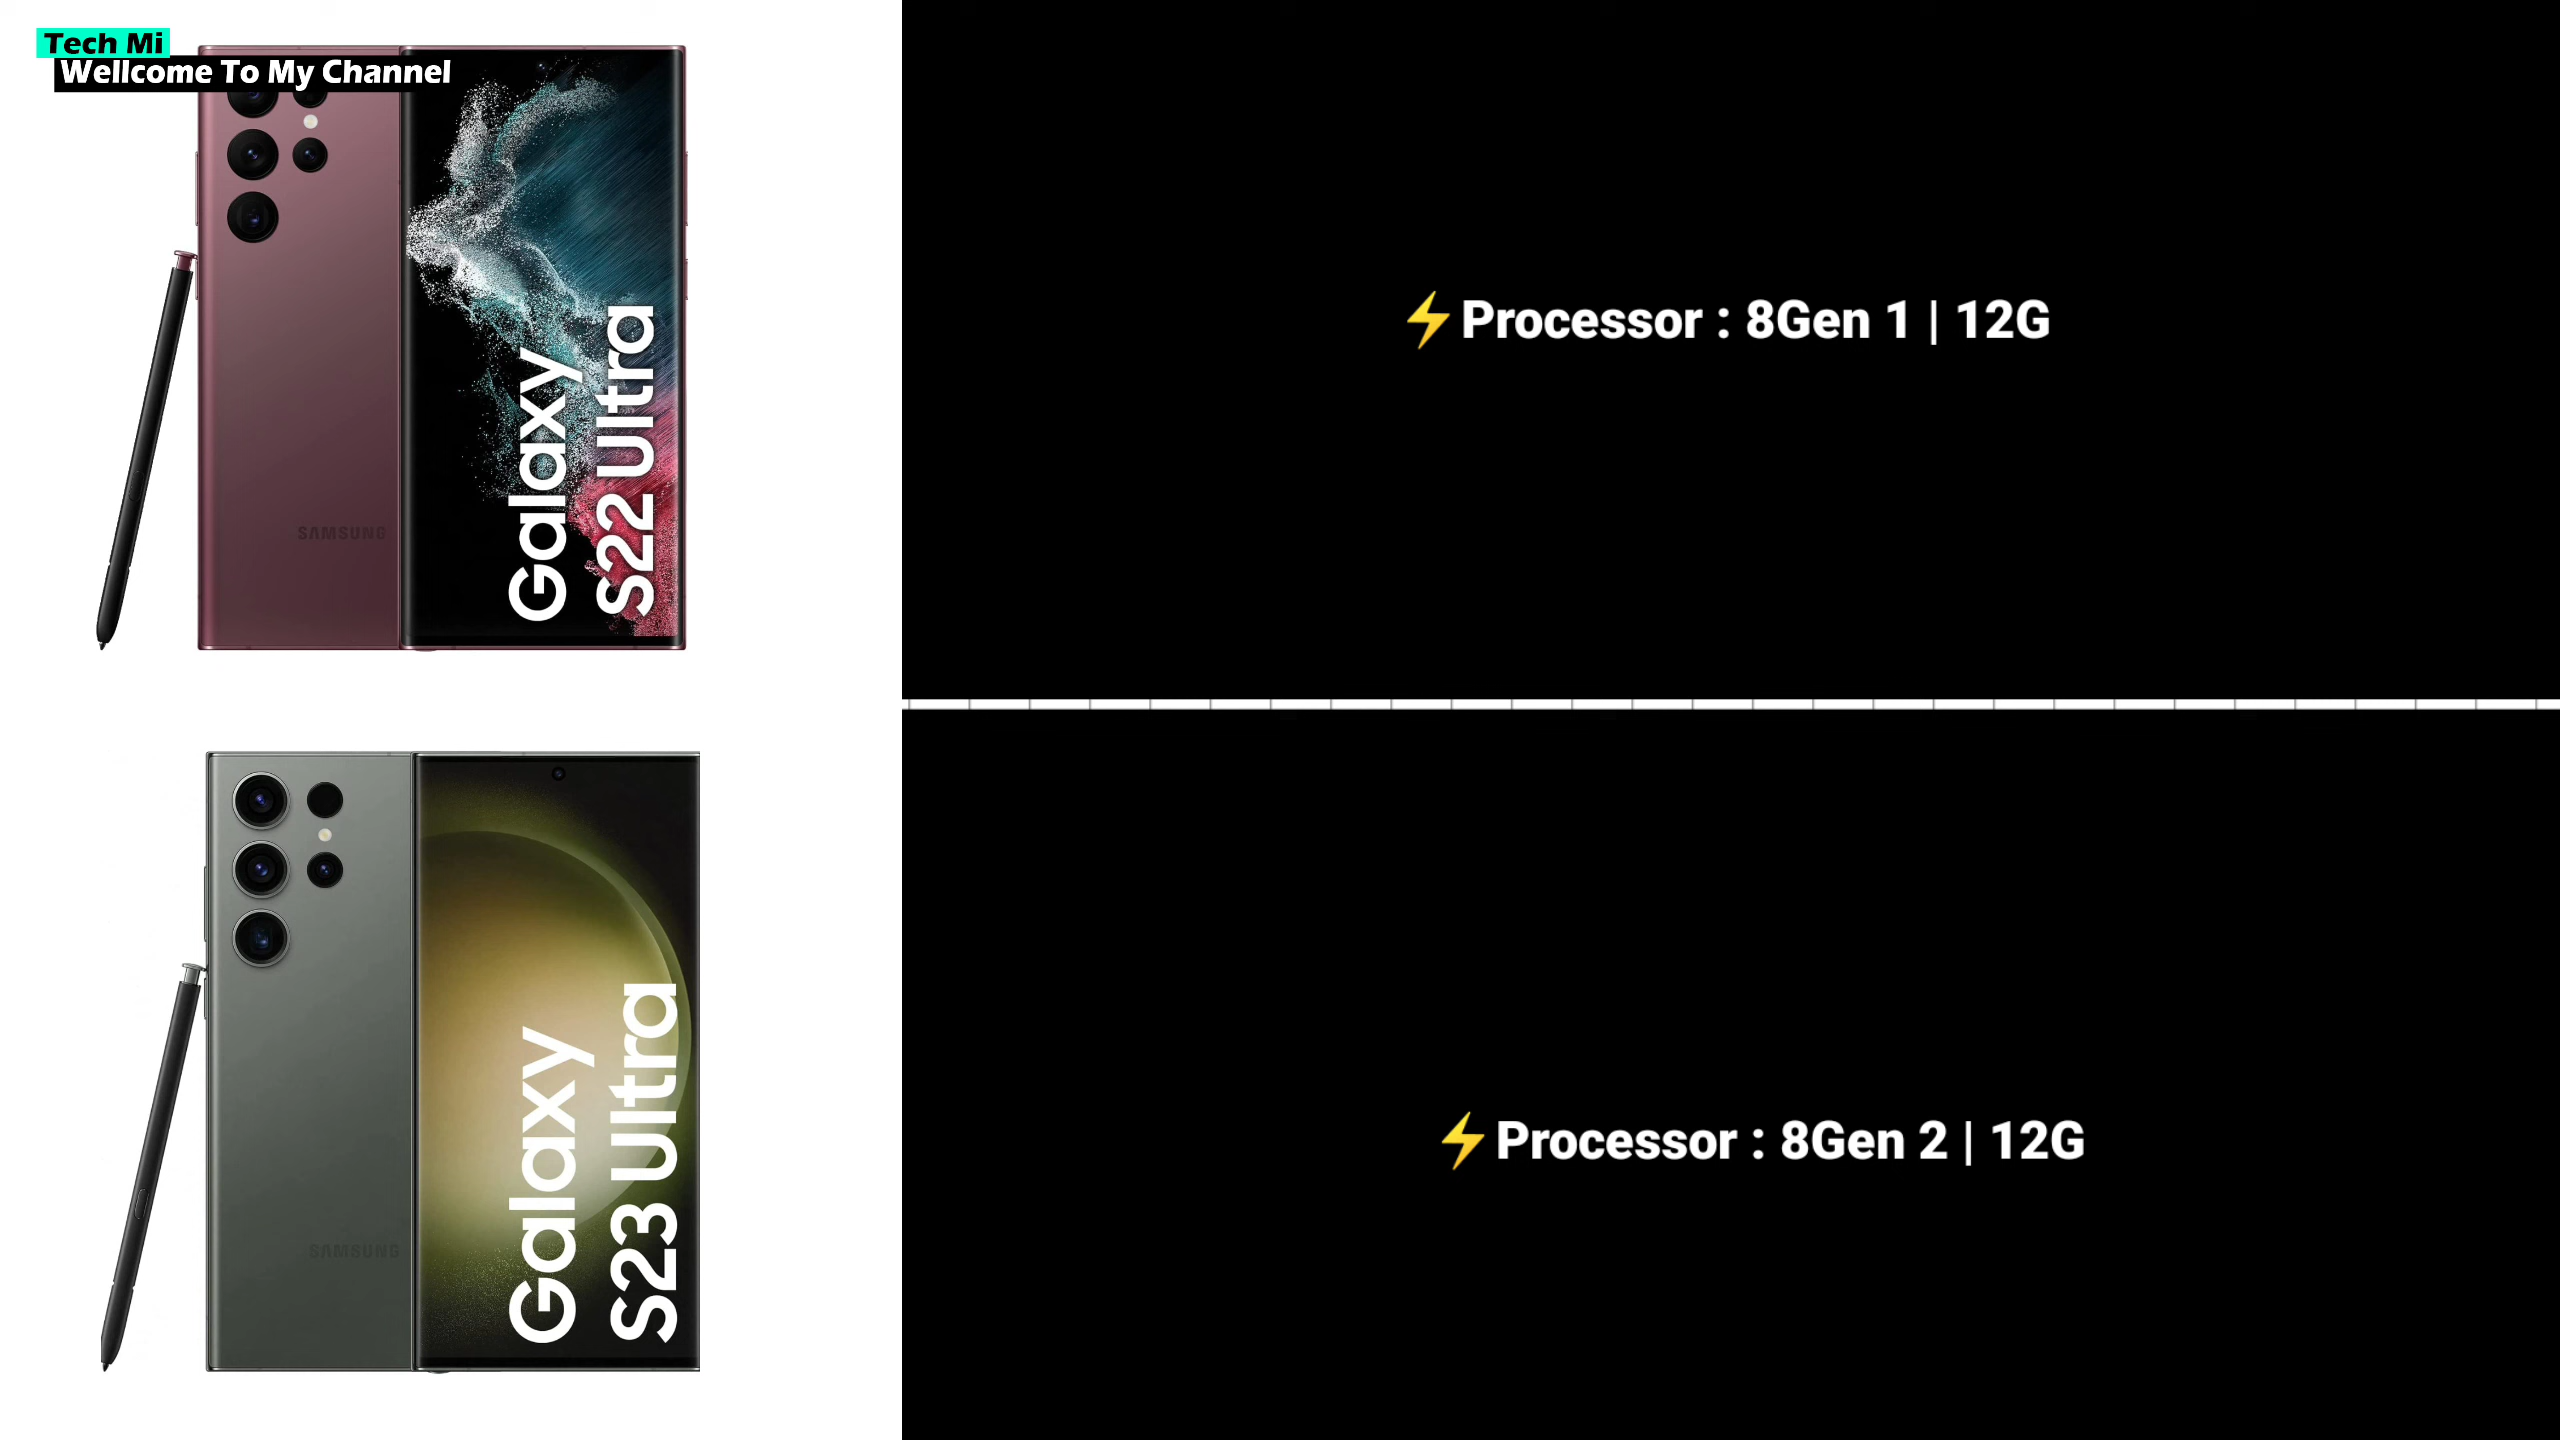 Tech Mi
Wellcome To My Channel
SAMSUNG
Galaxy
S22 Ultra
⚡Processor : 8Gen 1 | 12G
SAMSUNG
Galaxy
S23 Ultra
⚡Processor : 8Gen 2 | 12G